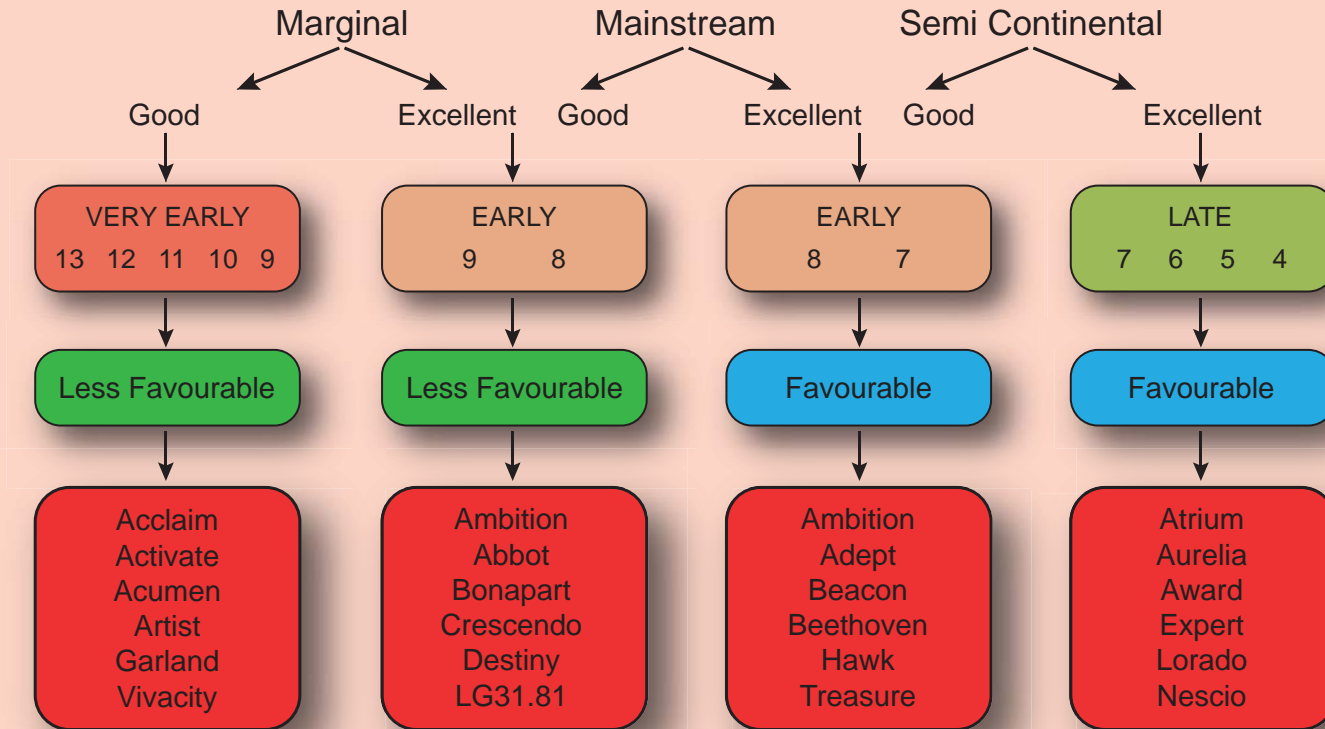 Marginal Mainstream Semi Continental
Good Excellent Good Excellent Good Excellent
VERY EARLY EARLY EARLY LATE
13 12 11 10 9 9 8 8 7 7 6 5 4
Less Favourable Less Favourable Favourable Favourable
Acclaim
Activate
Acumen
Artist
Garland
Vivacity
Ambition
Abbot
Bonapart
Crescendo
Destiny
LG31.81
Ambition
Adept
Beacon
Beethoven
Hawk
Treasure
Atrium
Aurelia
Award
Expert
Lorado
Nescio